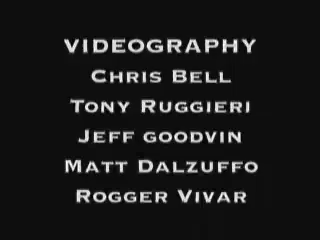 VIDEOGRAPHY
CHRIS BELL
TONY RUGGIERI
JEFF GOODVIN
MATT DALZUFFO
ROGGER VIVAR